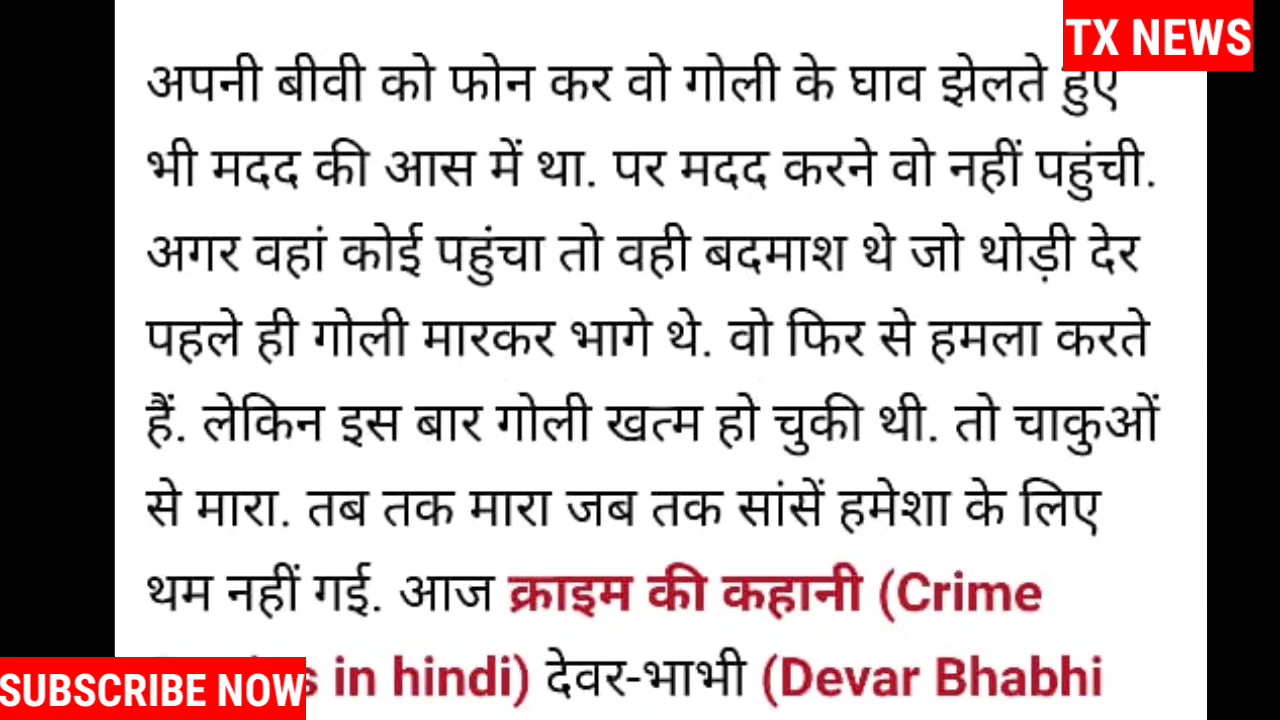 TX NEWS
अपनी बीवी को फोन कर वो गोली के घाव झेलते हुए
भी मदद की आस में था. पर मदद करने वो नहीं पहुंची.
अगर वहां कोई पहुंचा तो वही बदमाश थे जो थोड़ी देर
पहले ही गोली मारकर भागे थे. वो फिर से हमला करते
हैं. लेकिन इस बार गोली खत्म हो चुकी थी. तो चाकुओं
से मारा. तब तक मारा जब तक सांसें हमेशा के लिए
थम नहीं गई. आज क्राइम की कहानी (Crime
in hindi) देवर-भाभी (Devar Bhabhi
SUBSCRIBE NOW